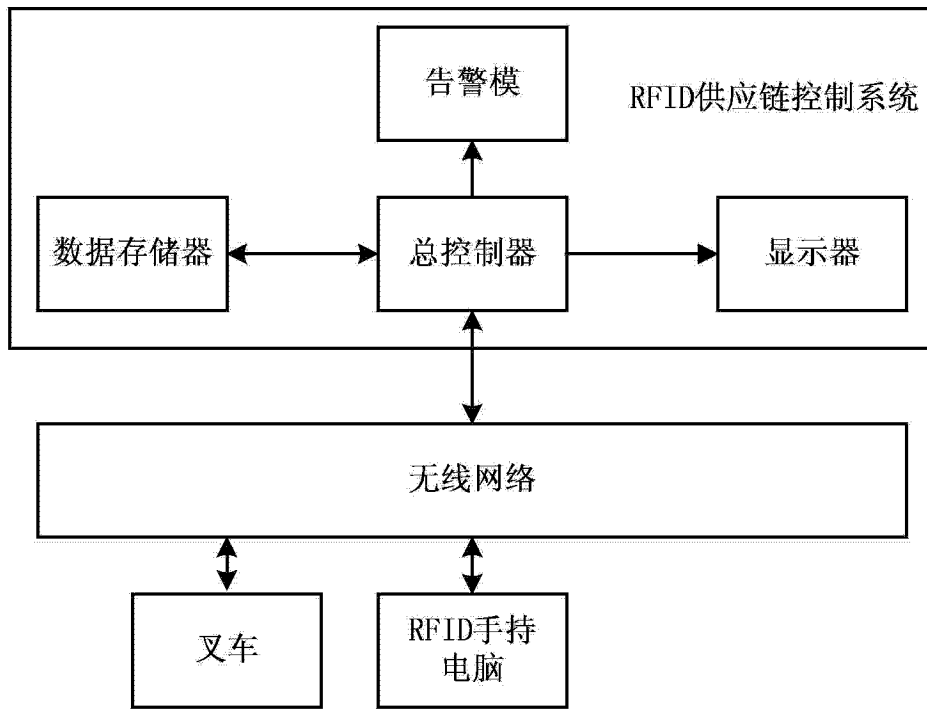 告警模
RFID供应链控制系统
数据存储器
总控制器
显示器
无线网络
叉车
RFID手持
电脑